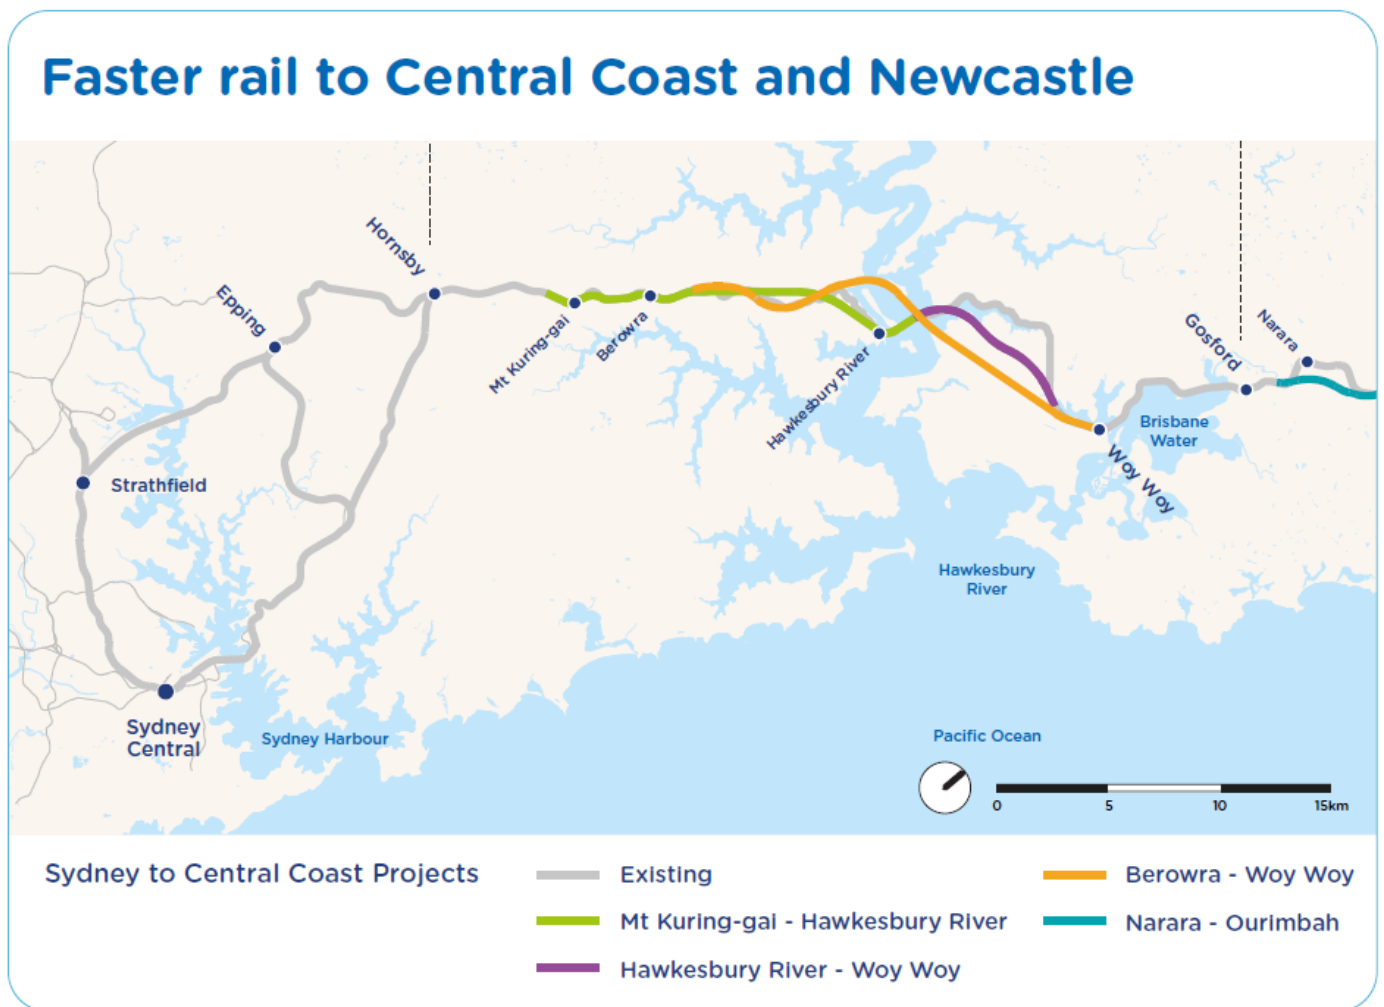 Faster rail to Central Coast and Newcastle
Hornsby
Epping
Mt Kuring-gai
Berowra
Hawkesbury River
Gosford
Narara
Brisbane
Water
Woy Woy
Strathfield
Hawkesbury
River
Sydney
Central
Sydney Harbour
Pacific Ocean
0 5 10 15km
Sydney to Central Coast Projects
Existing
Berowra - Woy Woy
Mt Kuring-gai - Hawkesbury River
Narara - Ourimbah
Hawkesbury River - Woy Woy